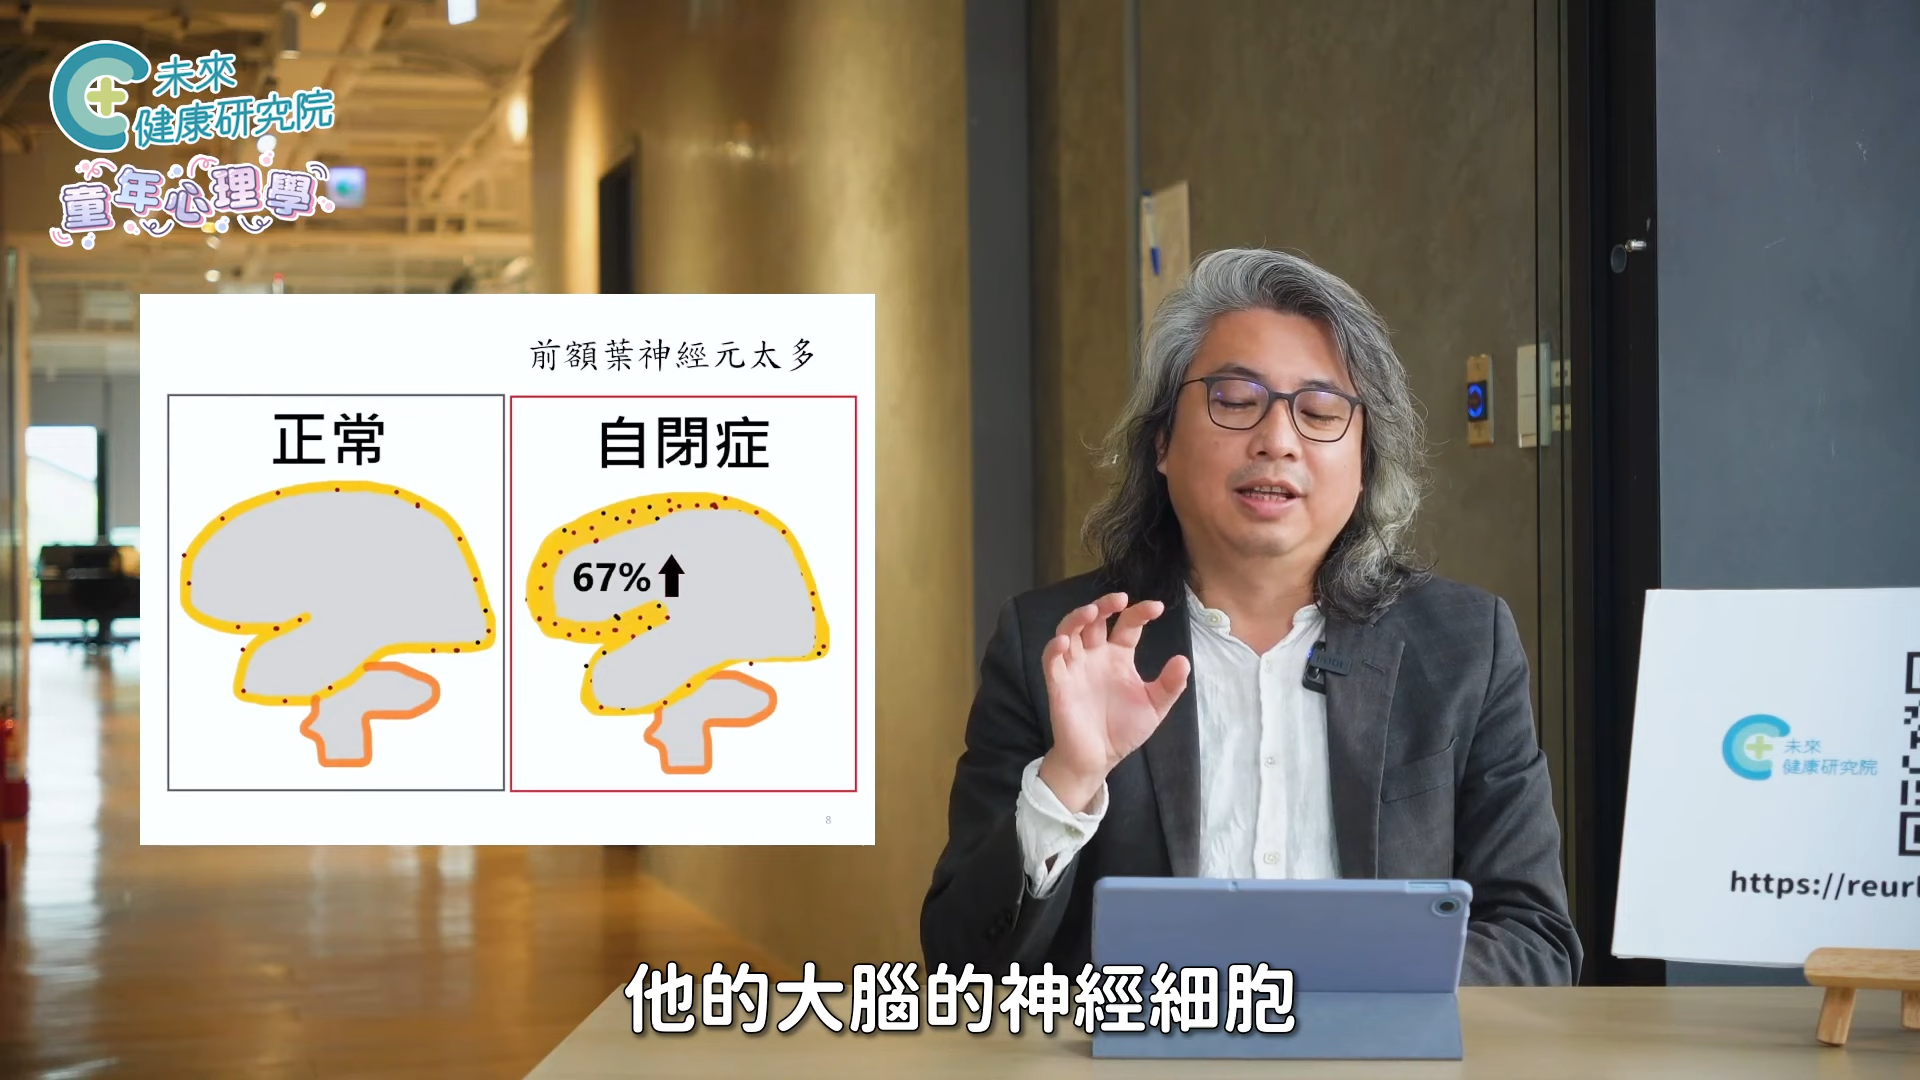 未來
健康研究院
童年心理學
前額葉神經元太多
正常
自閉症
67%
8
未來
健康研究院
https://reurl
他的大腦的神經細胞